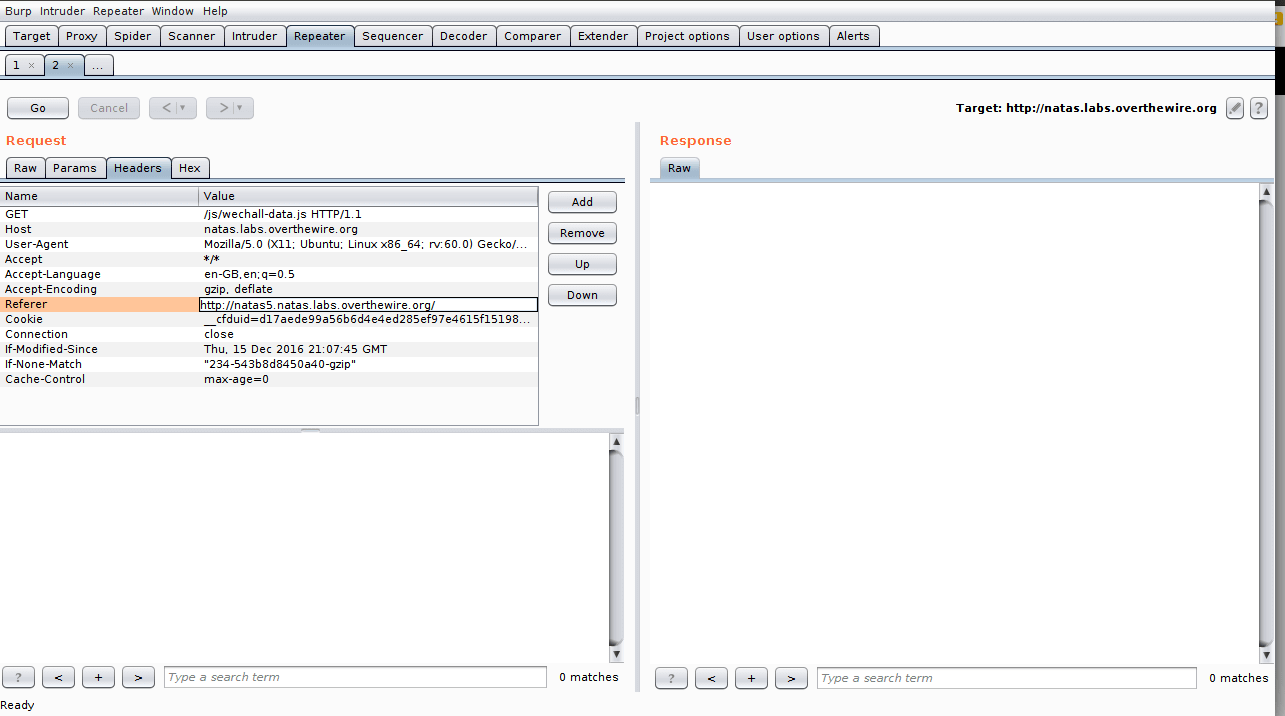 Burp Intruder Repeater Window Help
Target Proxy Spider Scanner Intruder Repeater Sequencer Decoder Comparer Extender Project options User options Alerts
1 × 2 × ...
Go Cancel < ▾ > ▾ Target: http://natas.labs.overthewire.org ?
Request
Raw Params Headers Hex
Name Value
GET /js/wechall-data.js HTTP/1.1
Host natas.labs.overthewire.org
User-Agent Mozilla/5.0 (X11; Ubuntu; Linux x86_64; rv:60.0) Gecko/...
Accept */*
Accept-Language en-GB,en;q=0.5
Accept-Encoding gzip, deflate
Referer http://natas5.natas.labs.overthewire.org/
Cookie __cfduid=d17aede99a56b6d4e4ed285ef97e4615f15198...
Connection close
If-Modified-Since Thu, 15 Dec 2016 21:07:45 GMT
If-None-Match "234-543b8d8450a40-gzip"
Cache-Control max-age=0
Add
Remove
Up
Down
? < + > Type a search term 0 matches
Response
Raw
? < + > Type a search term 0 matches
Ready